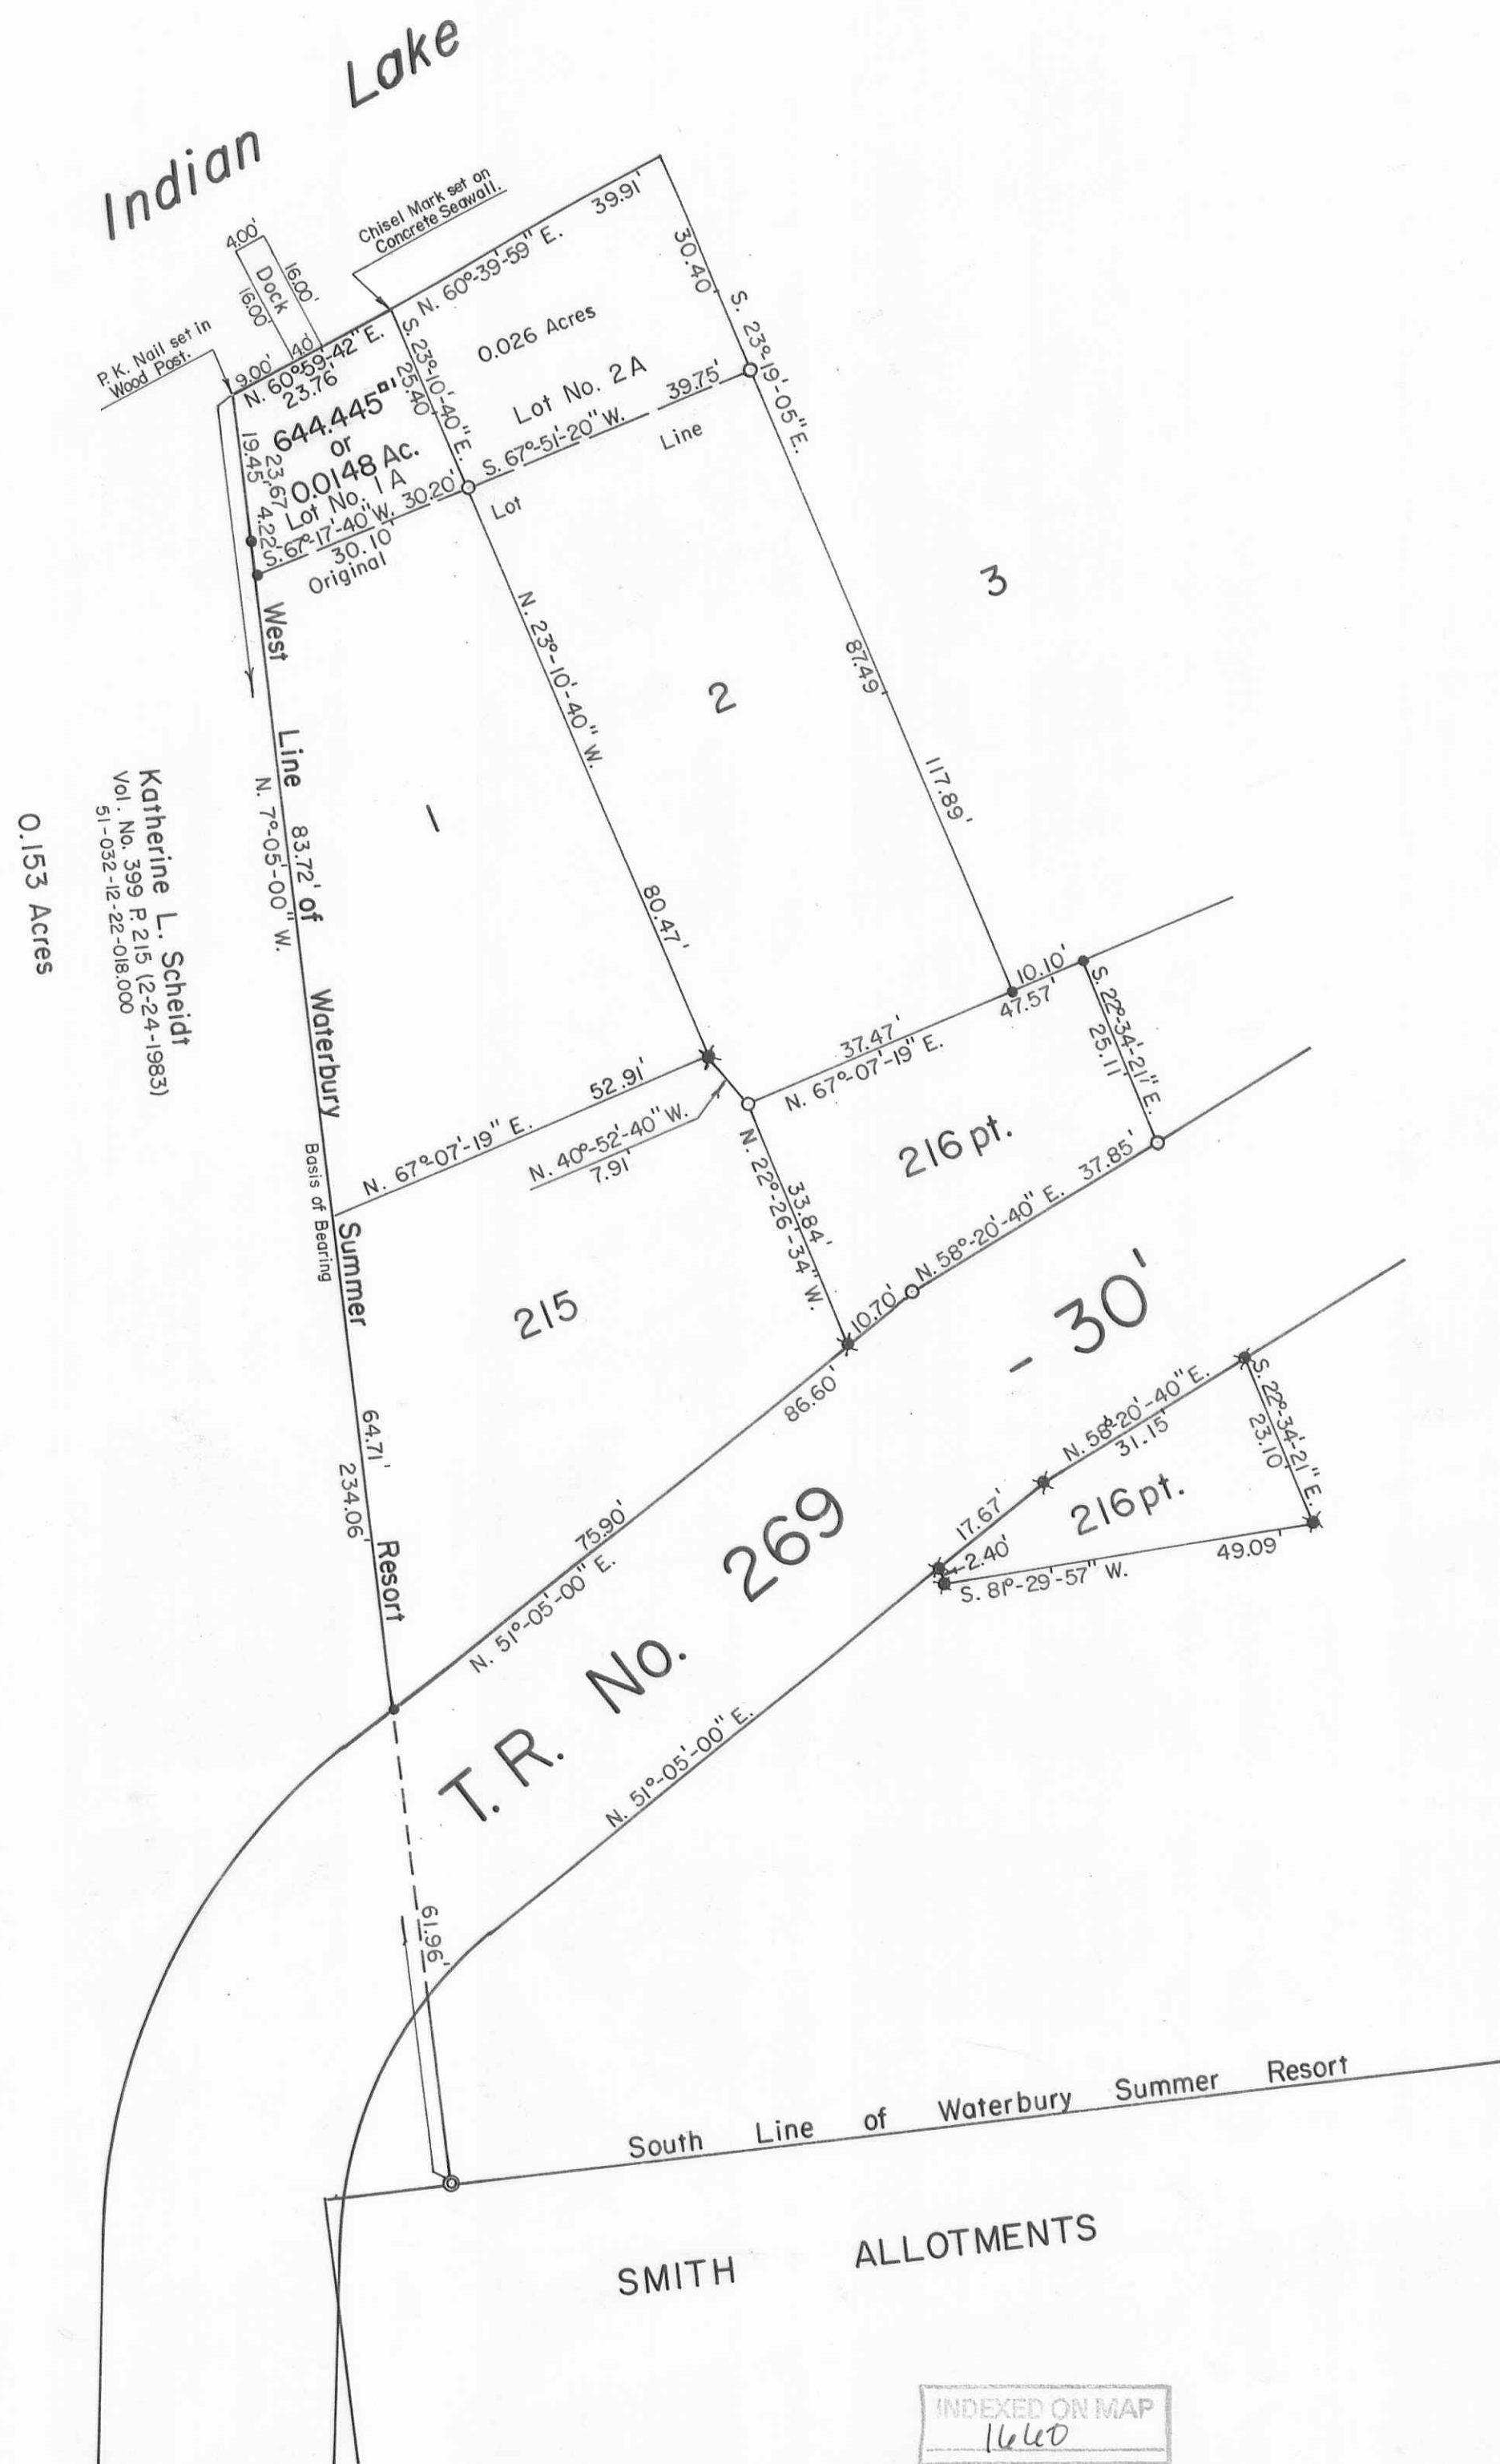 Indian Lake
Chisel Mark set on
Concrete Seawall.
P.K. Nail set in
Wood Post.
4.00'
16.00'
Dock
16.00'
9.00'
N. 60°-59'-42" E.
23.76'
N. 60°-39'-59" E.
39.91'
30.40'
S. 23°-19'-05" E.
S. 23°-10'-40" E.
25.40'
0.026 Acres
Lot No. 2A
S. 67°-51'-20" W.
39.75'
644.445□'
or
0.0148 Ac.
Lot No. 1A
19.45'
23.67'
4.22'
S. 67°-17'-40" W.
30.20'
30.10'
Original Lot Line
N. 23°-10'-40" W.
80.47'
1
2
3
87.49'
117.89'
West Line of Waterbury Summer Resort
83.72'
N. 7°-05'-00" W.
Basis of Bearing
64.71'
234.06'
Katherine L. Scheidt
Vol. No. 399 P. 215 (2-24-1983)
51-032-12-22-018.000
0.153 Acres
N. 67°-07'-19" E.
52.91'
N. 40°-52'-40" W.
7.91'
37.47'
N. 67°-07'-19" E.
10.10'
47.57'
S. 22°-34'-21" E.
25.11'
216 pt.
N. 22°-26'-34" W.
33.84'
215
10.70'
N. 58°-20'-40" E.
37.85'
86.60'
75.90'
N. 51°-05'-00" E.
T. R. No. 269 - 30'
N. 58°-20'-40" E.
31.15'
S. 22°-34'-21" E.
23.10'
216 pt.
17.67'
2.40'
S. 81°-29'-57" W.
49.09'
N. 51°-05'-00" E.
61.96'
South Line of Waterbury Summer Resort
SMITH ALLOTMENTS
INDEXED ON MAP
1660